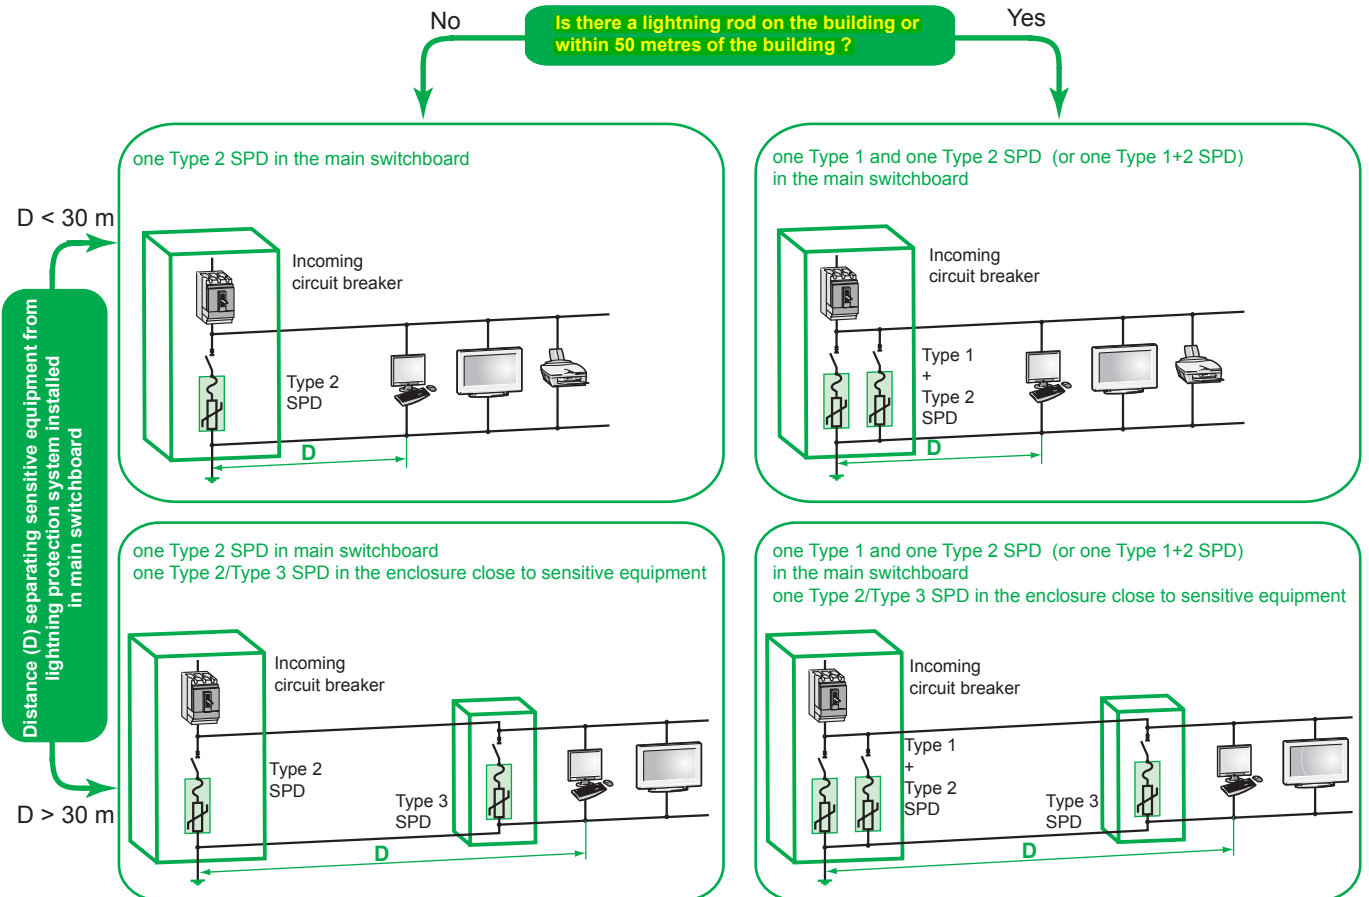 No
Is there a lightning rod on the building or
within 50 metres of the building ?
Yes
D < 30 m
Distance (D) separating sensitive equipment from
lightning protection system installed
in main switchboard
D > 30 m
one Type 2 SPD in the main switchboard
Incoming
circuit breaker
Type 2
SPD
D
one Type 1 and one Type 2 SPD (or one Type 1+2 SPD)
in the main switchboard
Incoming
circuit breaker
Type 1
+
Type 2
SPD
D
one Type 2 SPD in main switchboard
one Type 2/Type 3 SPD in the enclosure close to sensitive equipment
Incoming
circuit breaker
Type 2
SPD
Type 3
SPD
D
one Type 1 and one Type 2 SPD (or one Type 1+2 SPD)
in the main switchboard
one Type 2/Type 3 SPD in the enclosure close to sensitive equipment
Incoming
circuit breaker
Type 1
+
Type 2
SPD
Type 3
SPD
D